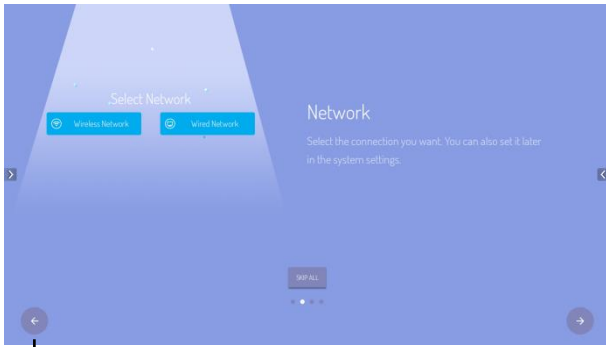 Select Network
Wireless Network
Wired Network
Network
Select the connection you want. You can also set it later
in the system settings.
SKIP ALL